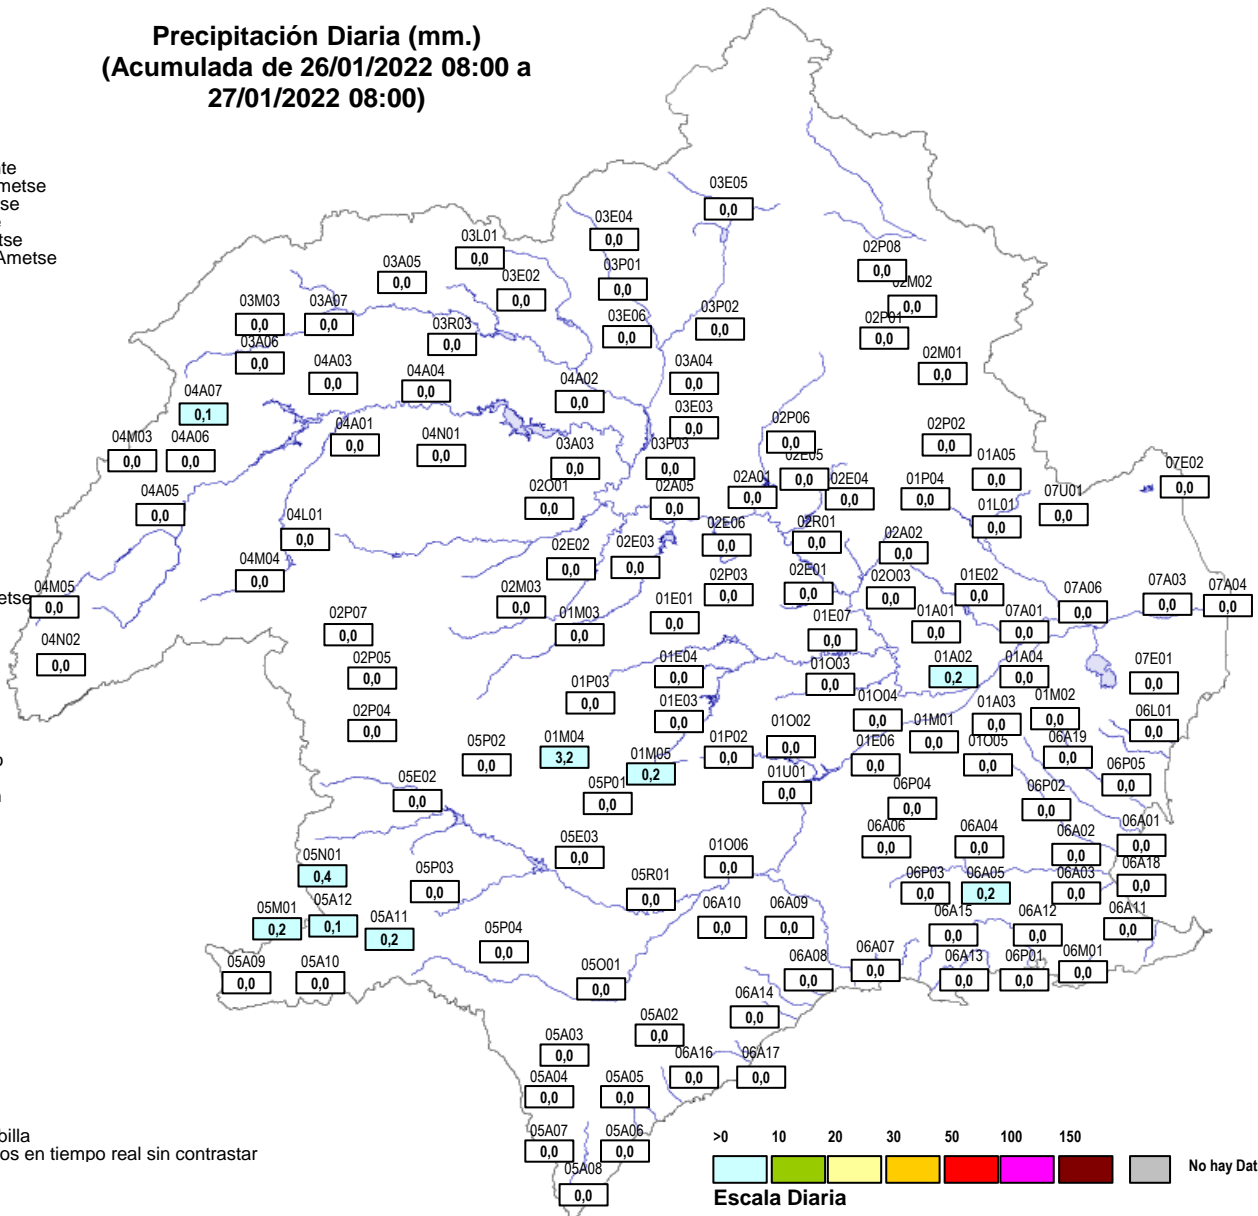 Precipitación Diaria (mm.)
(Acumulada de 26/01/2022 08:00 a
27/01/2022 08:00)
03E05
0,0
03E04
0,0
03L01
0,0
03A05
0,0
03E02
0,0
03P01
0,0
02P08
0,0
02M02
0,0
03M03
0,0
03A07
0,0
03R03
0,0
03E06
0,0
03P02
0,0
02P01
0,0
03A06
0,0
04A03
0,0
04A04
0,0
04A02
0,0
03A04
0,0
02M01
0,0
04A07
0,1
03E03
0,0
04M03
0,0
04A06
0,0
04A01
0,0
04N01
0,0
03A03
0,0
03P03
0,0
02P06
0,0
02P02
0,0
02E05
0,0
01A05
0,0
07E02
0,0
04A05
0,0
02O01
0,0
02A05
0,0
02A01
0,0
02E04
0,0
01P04
0,0
01L01
0,0
07U01
0,0
04L01
0,0
02E06
0,0
02R01
0,0
02A02
0,0
04M04
0,0
02E02
0,0
02E03
0,0
04M05
0,0
02M03
0,0
02P03
0,0
02E01
0,0
02O03
0,0
01E02
0,0
07A06
0,0
07A03
0,0
07A04
0,0
04N02
0,0
02P07
0,0
01M03
0,0
01E01
0,0
01E07
0,0
01A01
0,0
07A01
0,0
02P05
0,0
01E04
0,0
01O03
0,0
01A02
0,2
01A04
0,0
07E01
0,0
02P04
0,0
01P03
0,0
01E03
0,0
01O04
0,0
01A03
0,0
01M02
0,0
06L01
0,0
05P02
0,0
01M04
3,2
01M05
0,2
01P02
0,0
01O02
0,0
01E06
0,0
01M01
0,0
01O05
0,0
06A19
0,0
05E02
0,0
05P01
0,0
01U01
0,0
06P04
0,0
06P02
0,0
06P05
0,0
05N01
0,4
05P03
0,0
05E03
0,0
01O06
0,0
06A06
0,0
06A04
0,0
06A02
0,0
06A01
0,0
05M01
0,2
05A12
0,1
05A11
0,2
05R01
0,0
06P03
0,0
06A05
0,2
06A03
0,0
06A18
0,0
05P04
0,0
06A10
0,0
06A09
0,0
06A15
0,0
06A12
0,0
06A11
0,0
05A09
0,0
05A10
0,0
05O01
0,0
06A08
0,0
06A07
0,0
06A13
0,0
06P01
0,0
06M01
0,0
05A03
0,0
05A02
0,0
06A14
0,0
05A04
0,0
05A05
0,0
06A16
0,0
06A17
0,0
05A07
0,0
05A06
0,0
05A08
0,0
>0 10 20 30 50 100 150
No hay Dat
Escala Diaria
nte
metse
tse
Ametse
etse
o
n
billa
os en tiempo real sin contrastar